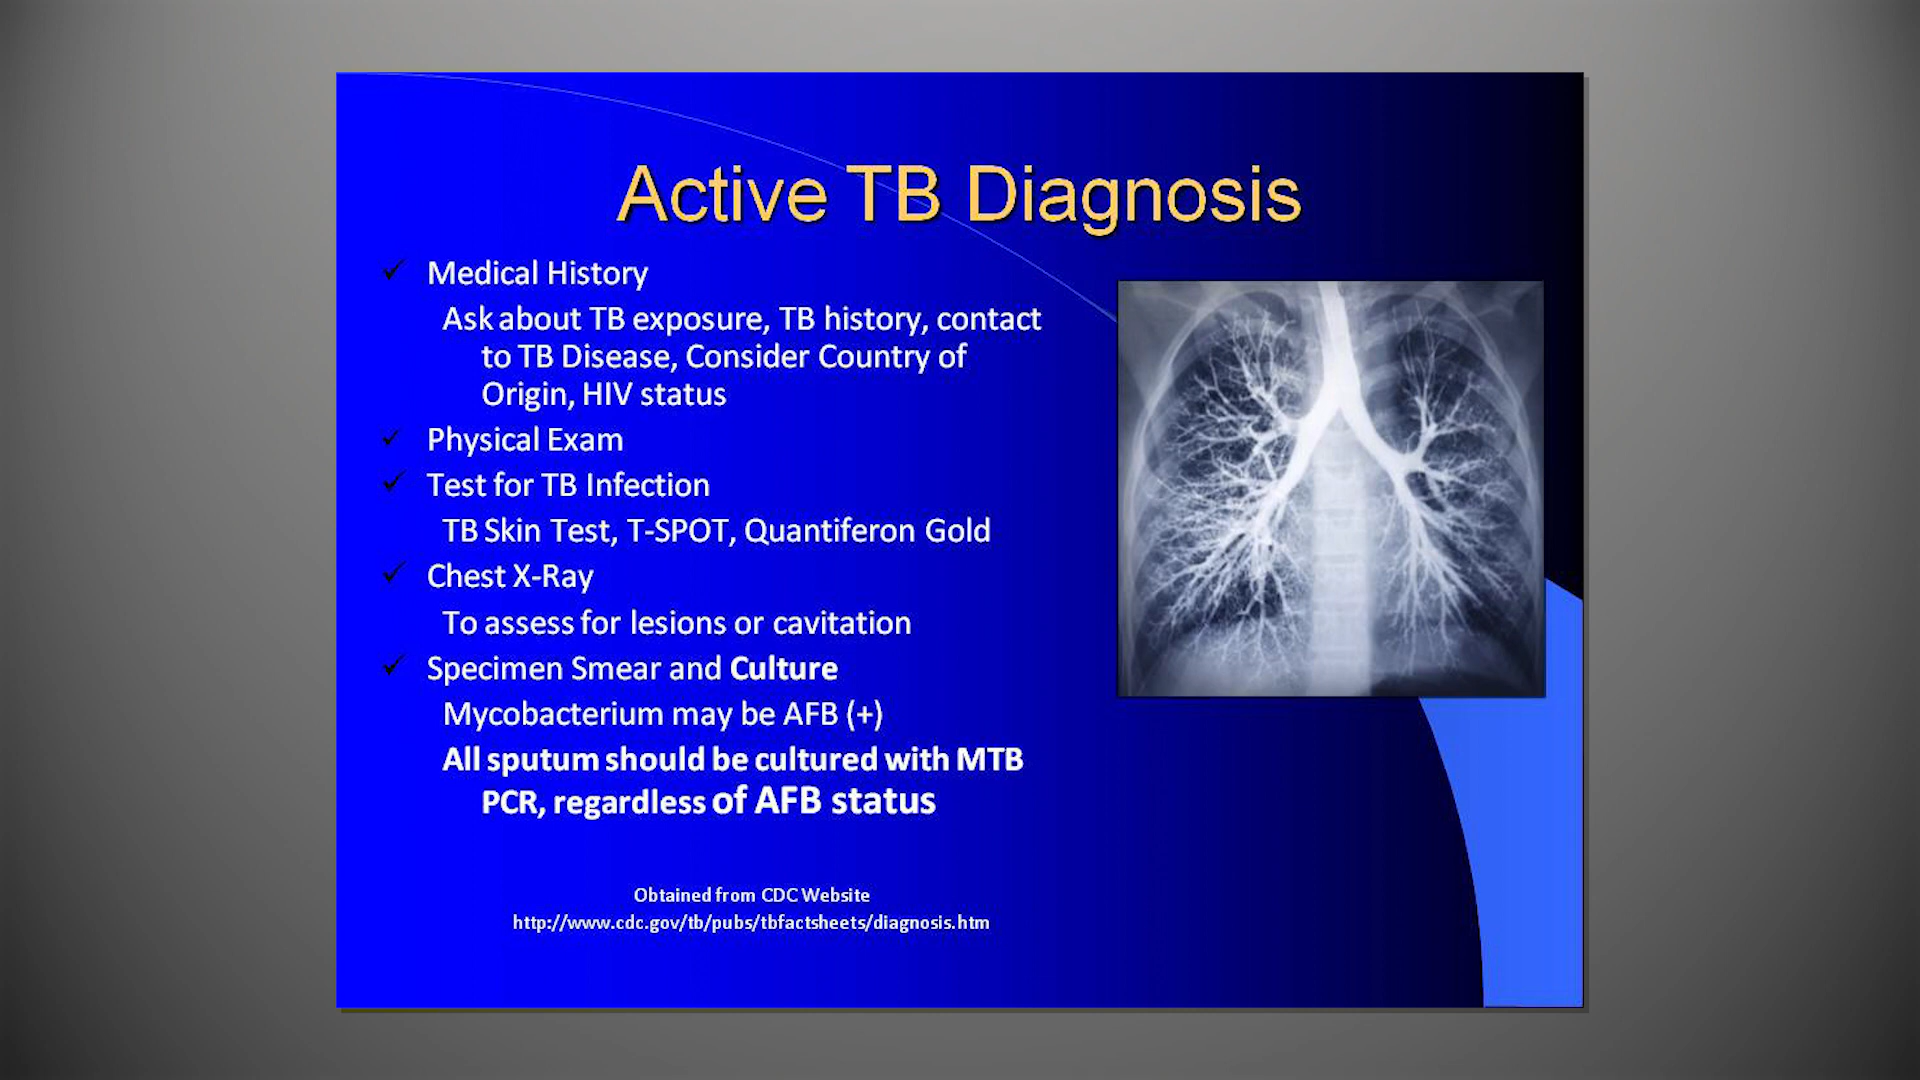 Active TB Diagnosis
Medical History
Ask about TB exposure, TB history, contact
to TB Disease, Consider Country of
Origin, HIV status
Physical Exam
Test for TB Infection
TB Skin Test, T-SPOT, Quantiferon Gold
Chest X-Ray
To assess for lesions or cavitation
Specimen Smear and Culture
Mycobacterium may be AFB (+)
All sputum should be cultured with MTB
PCR, regardless of AFB status
Obtained from CDC Website
http://www.cdc.gov/tb/pubs/tbfactsheets/diagnosis.htm